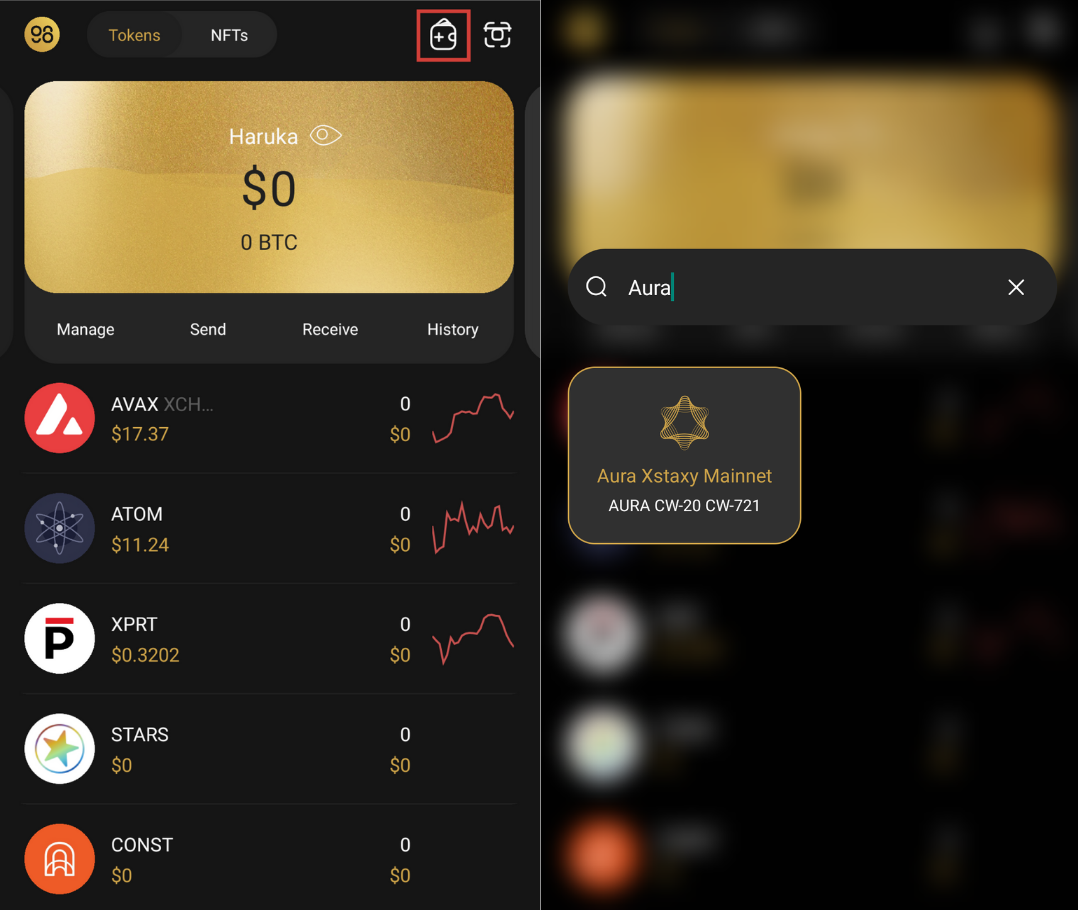 Tokens NFTs
Haruka
$0
0 BTC
Manage Send Receive History
AVAX XCH... 0
$17.37 $0
ATOM 0
$11.24 $0
XPRT 0
$0.3202 $0
STARS 0
$0 $0
CONST 0
$0 $0
Aura
Aura Xstaxy Mainnet
AURA CW-20 CW-721